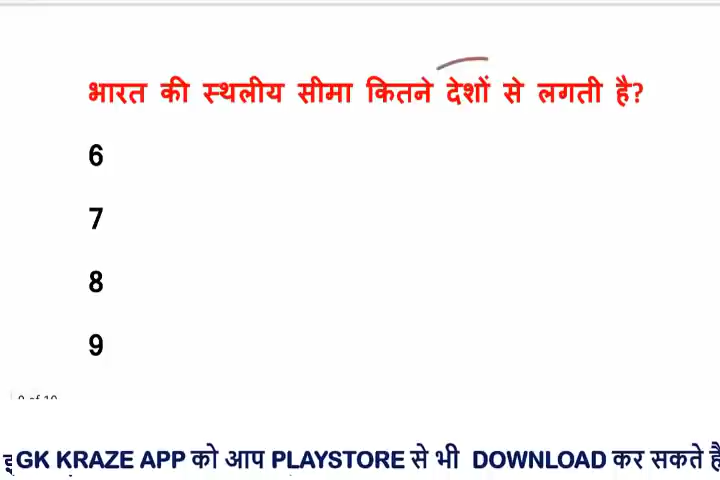 भारत की स्थलीय सीमा कितने देशों से लगती है?
6
7
8
9
GK KRAZE APP को आप PLAYSTORE से भी DOWNLOAD कर सकते है